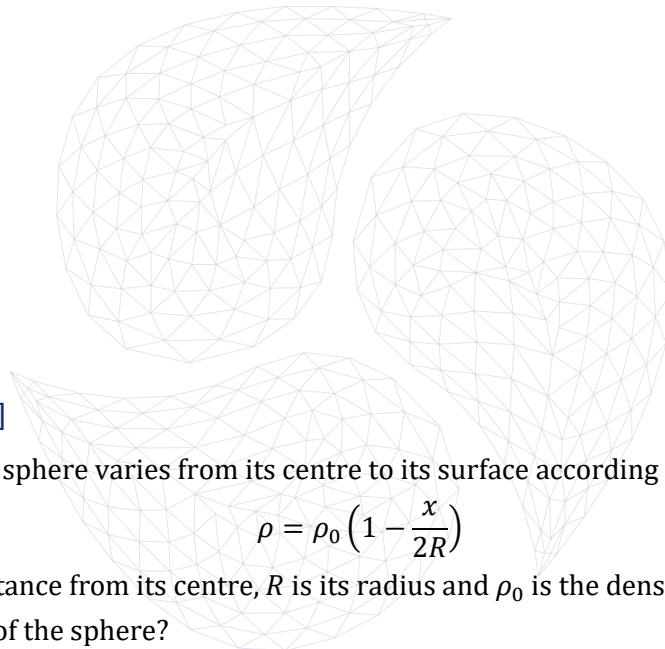 ]
sphere varies from its centre to its surface according
ρ = ρ₀ (1 − x/2R)
tance from its centre, R is its radius and ρ₀ is the dens
of the sphere?